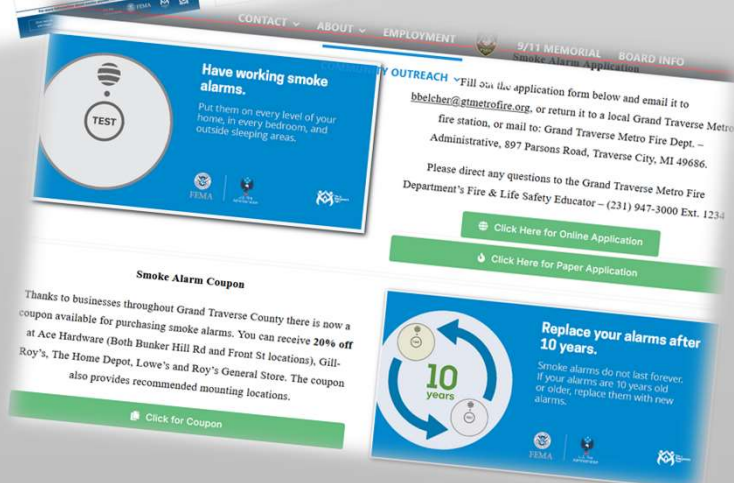 CONTACT ABOUT EMPLOYMENT 9/11 MEMORIAL BOARD INFO
COMMUNITY OUTREACH
Smoke Alarm Application
Fill out the application form below and email it to
bbelcher@gtmetrofire.org, or return it to a local Grand Traverse Metro
fire station, or mail to: Grand Traverse Metro Fire Dept. –
Administrative, 897 Parsons Road, Traverse City, MI 49686.
Please direct any questions to the Grand Traverse Metro Fire
Department's Fire & Life Safety Educator – (231) 947-3000 Ext. 1234
Click Here for Online Application
Click Here for Paper Application
Have working smoke
alarms.
Put them on every level of your
home, in every bedroom, and
outside sleeping areas.
TEST
FEMA
FEMA
Smoke Alarm Coupon
Thanks to businesses throughout Grand Traverse County there is now a
coupon available for purchasing smoke alarms. You can receive 20% off
at Ace Hardware (Both Bunker Hill Rd and Front St locations), Gill-
Roy's, The Home Depot, Lowe's and Roy's General Store. The coupon
also provides recommended mounting locations.
Click for Coupon
Replace your alarms after
10 years.
Smoke alarms do not last forever.
If your alarms are 10 years old
or older, replace them with new
alarms.
10
years
FEMA